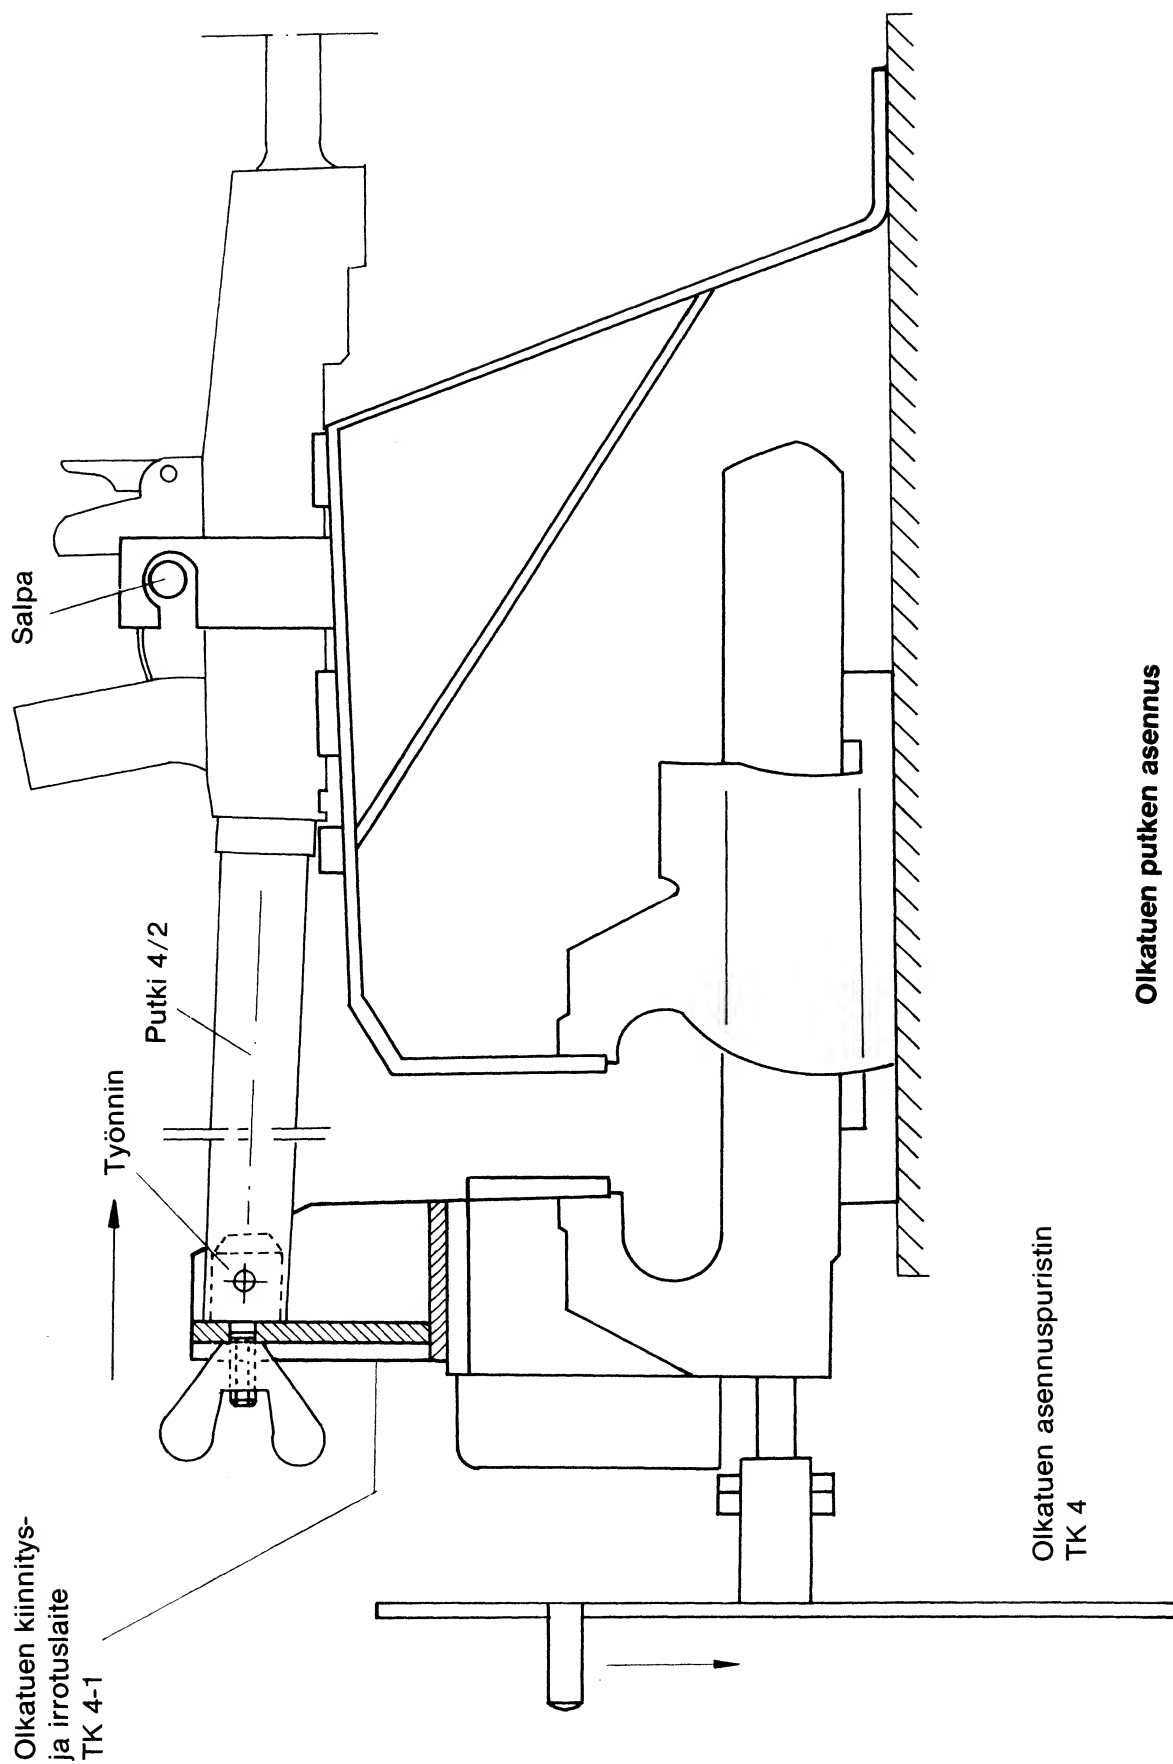 Olkatuen kiinnitys-
ja irrotuslaite
TK 4-1
Työnnin
Putki 4/2
Salpa
Olkatuen asennuspuristin
TK 4
Olkatuen putken asennus